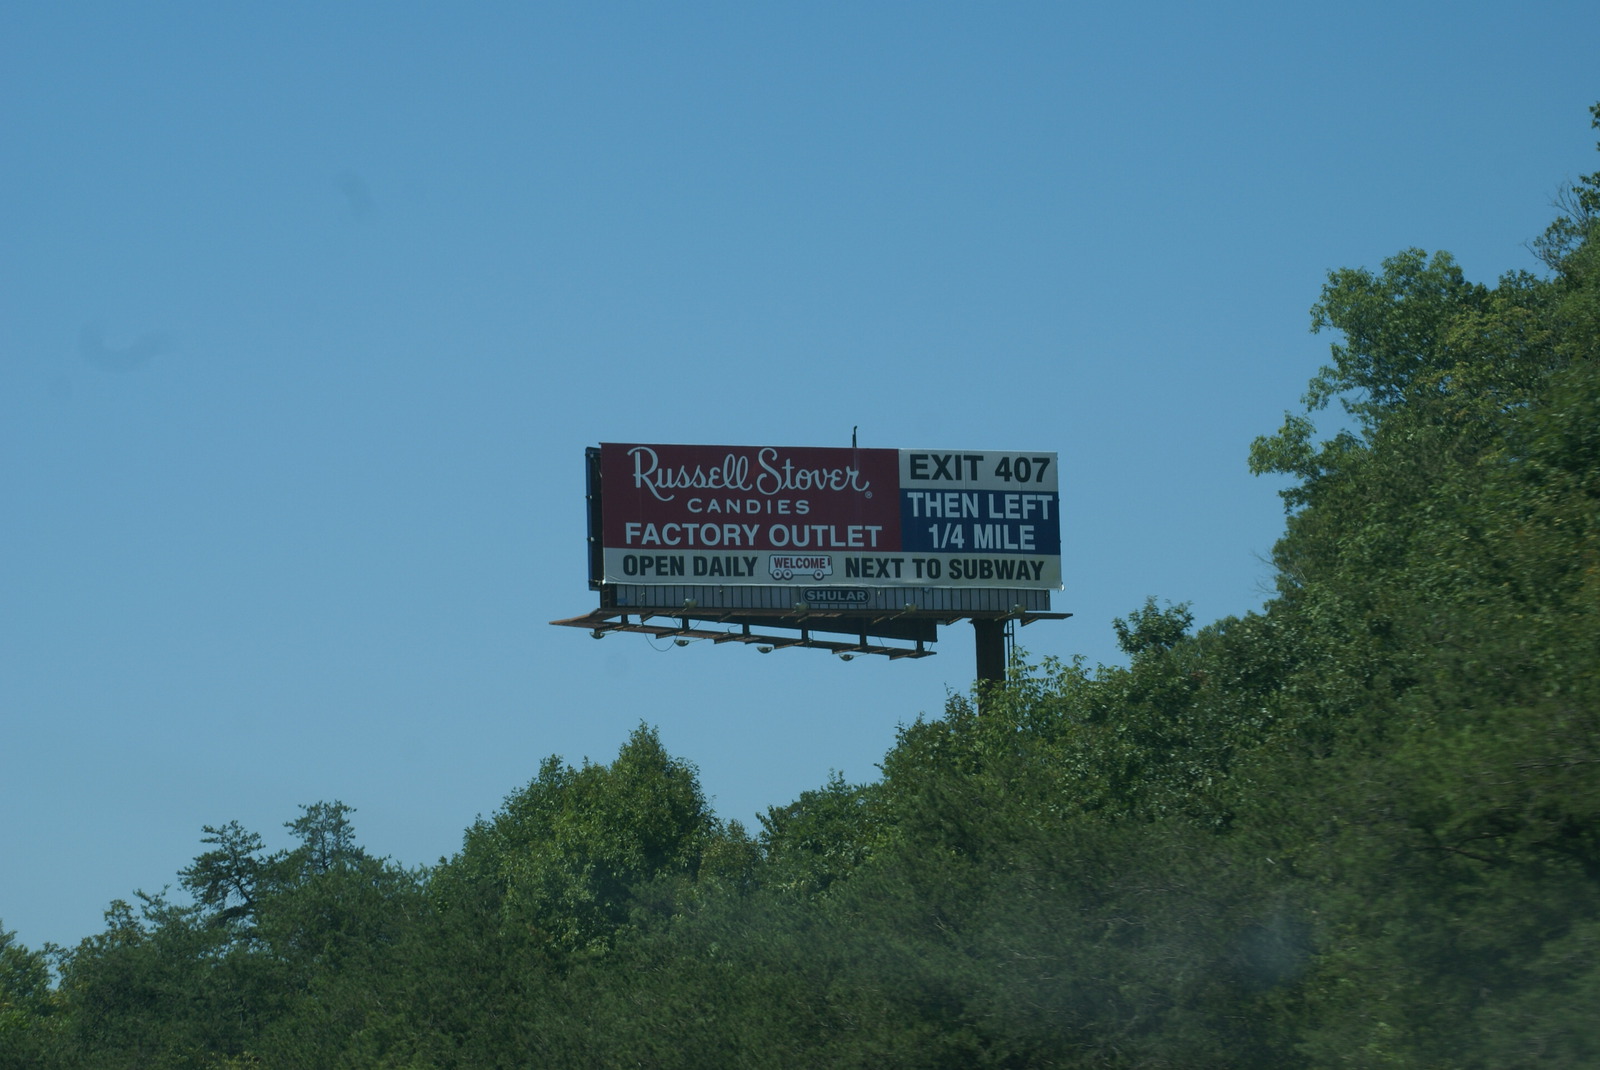 Russell Stover®
CANDIES
FACTORY OUTLET
EXIT 407
THEN LEFT
1/4 MILE
OPEN DAILY WELCOME NEXT TO SUBWAY
SHULAR